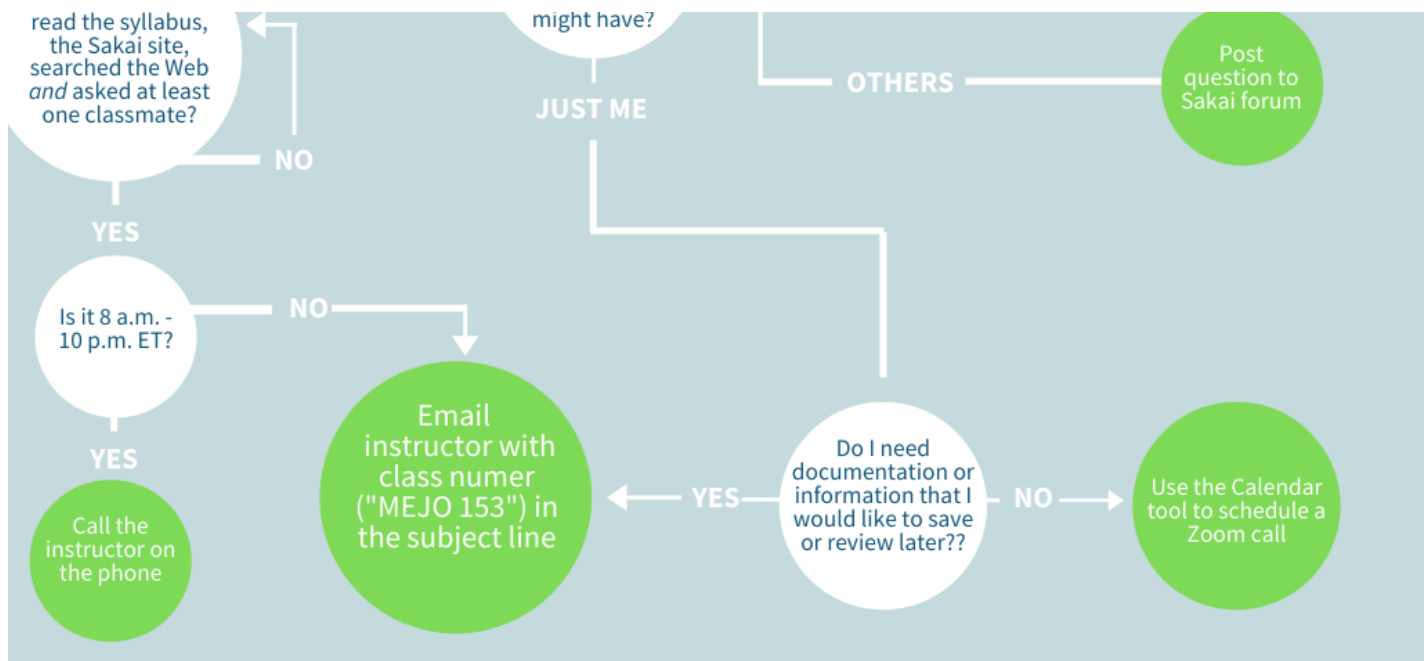 read the syllabus,
the Sakai site,
searched the Web
and asked at least
one classmate?
might have?
JUST ME
OTHERS
Post
question to
Sakai forum
NO
YES
Is it 8 a.m. -
10 p.m. ET?
NO
YES
Call the
instructor on
the phone
Email
instructor with
class numer
("MEJO 153") in
the subject line
YES
Do I need
documentation or
information that I
would like to save
or review later??
NO
Use the Calendar
tool to schedule a
Zoom call